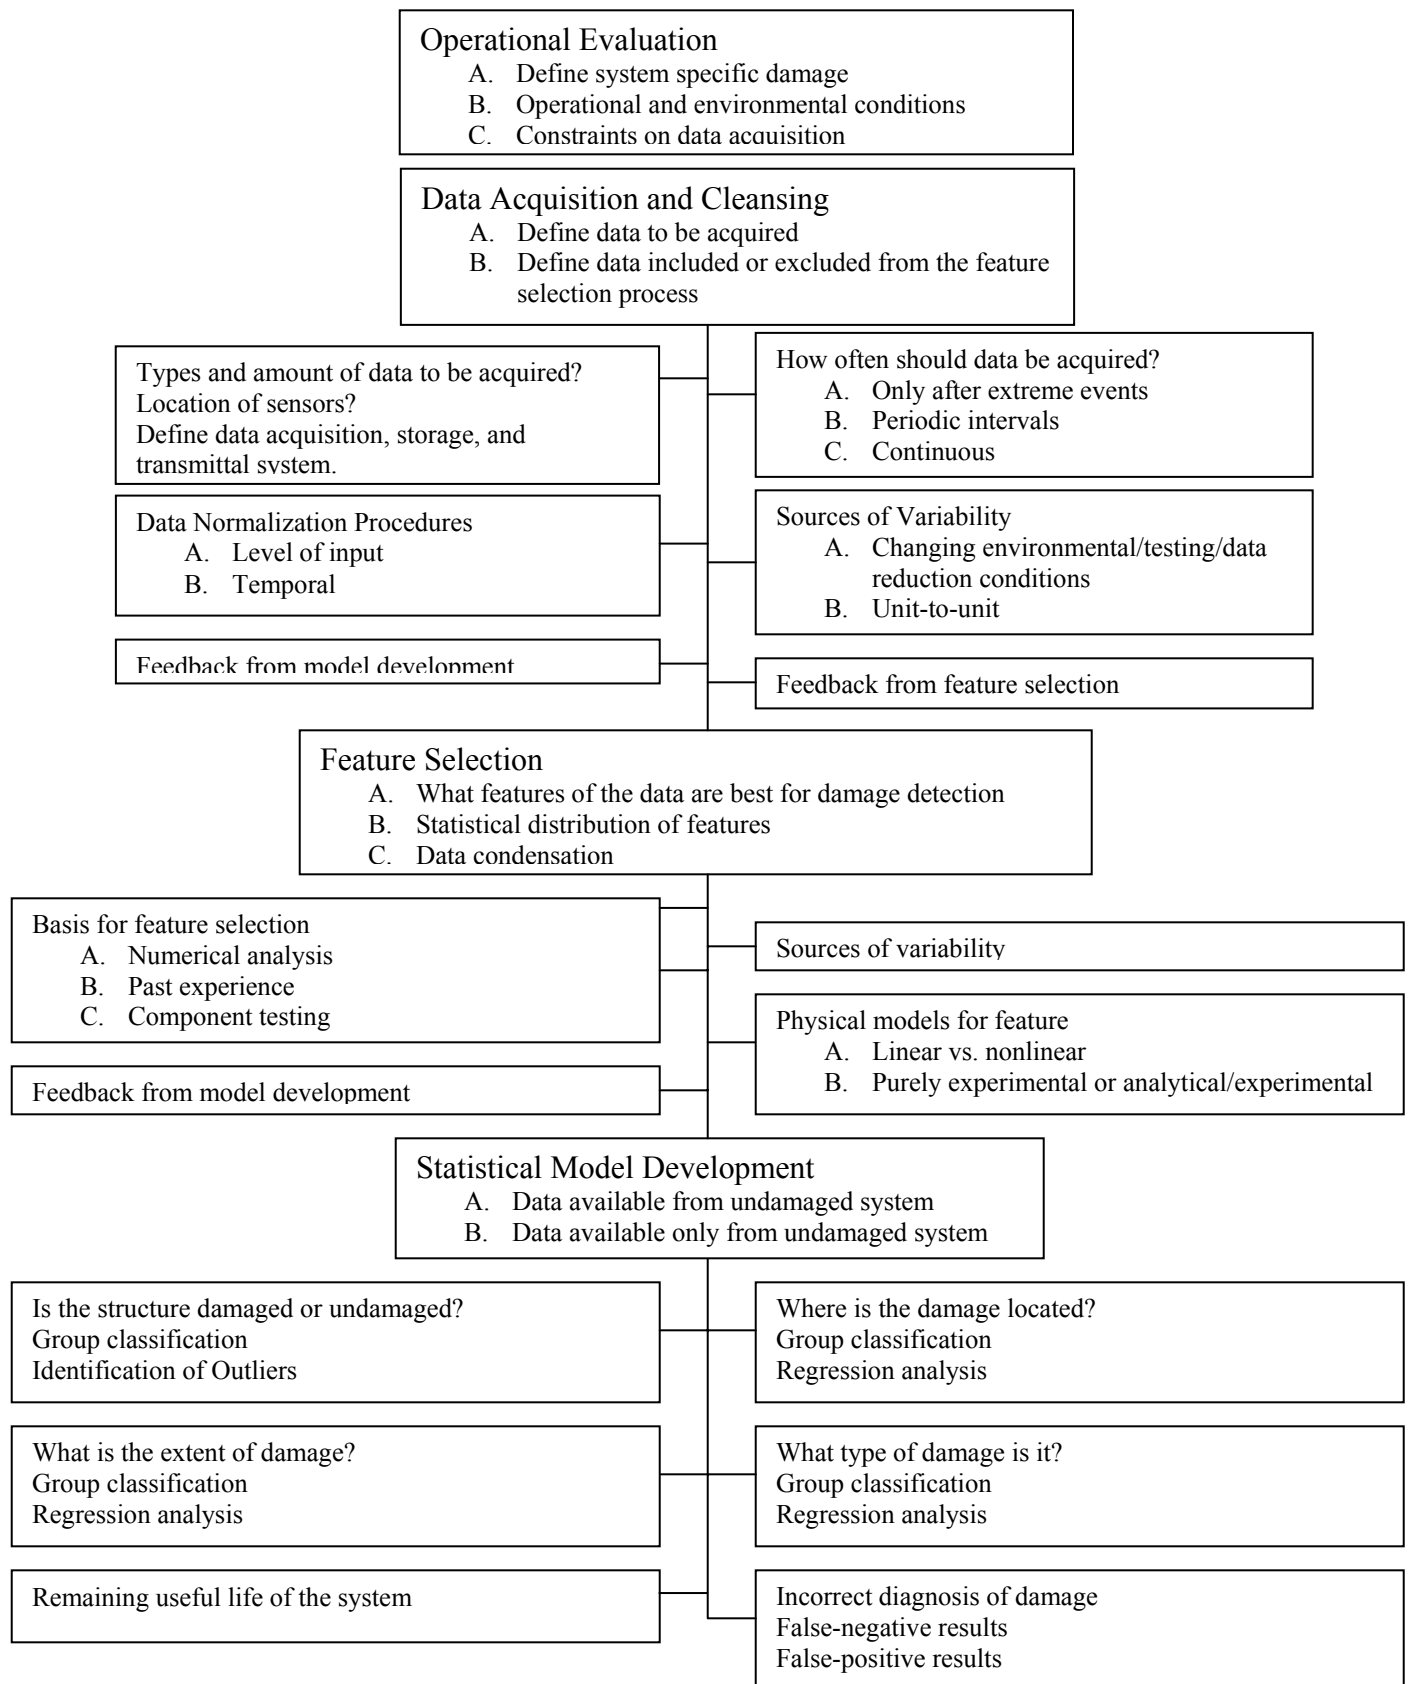 Operational Evaluation
A. Define system specific damage
B. Operational and environmental conditions
C. Constraints on data acquisition
Data Acquisition and Cleansing
A. Define data to be acquired
B. Define data included or excluded from the feature
selection process
Types and amount of data to be acquired?
Location of sensors?
Define data acquisition, storage, and
transmittal system.
How often should data be acquired?
A. Only after extreme events
B. Periodic intervals
C. Continuous
Data Normalization Procedures
A. Level of input
B. Temporal
Sources of Variability
A. Changing environmental/testing/data
reduction conditions
B. Unit-to-unit
Feedback from model development
Feedback from feature selection
Feature Selection
A. What features of the data are best for damage detection
B. Statistical distribution of features
C. Data condensation
Basis for feature selection
A. Numerical analysis
B. Past experience
C. Component testing
Sources of variability
Physical models for feature
A. Linear vs. nonlinear
B. Purely experimental or analytical/experimental
Feedback from model development
Statistical Model Development
A. Data available from undamaged system
B. Data available only from undamaged system
Is the structure damaged or undamaged?
Group classification
Identification of Outliers
Where is the damage located?
Group classification
Regression analysis
What is the extent of damage?
Group classification
Regression analysis
What type of damage is it?
Group classification
Regression analysis
Remaining useful life of the system
Incorrect diagnosis of damage
False-negative results
False-positive results